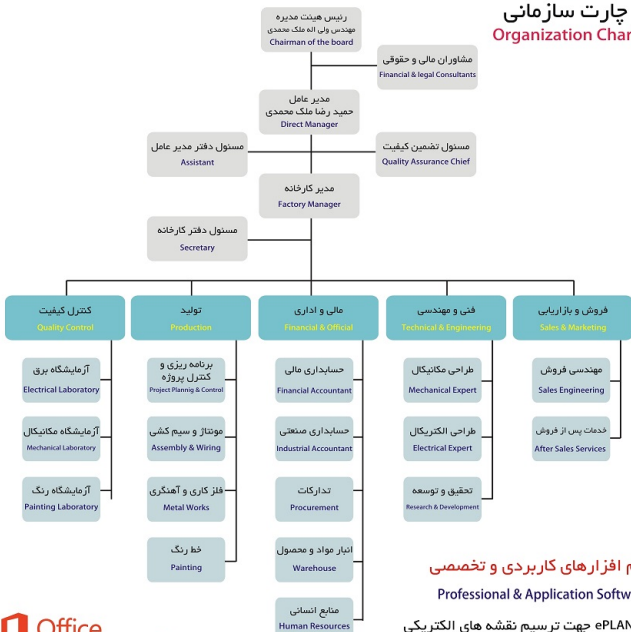 چارت سازمانی
Organization Char
رئیس هیئت مدیره
مهندس ولی اله ملک محمدی
Chairman of the board
مشاوران مالی و حقوقی
Financial & legal Consultants
مدیر عامل
حمید رضا ملک محمدی
Direct Manager
مسئول دفتر مدیر عامل
Assistant
مسئول تضمین کیفیت
Quality Assurance Chief
مدیر کارخانه
Factory Manager
مسئول دفتر کارخانه
Secretary
کنترل کیفیت
Quality Control
آزمایشگاه برق
Electrical Laboratory
آزمایشگاه مکانیکال
Mechanical Laboratory
آزمایشگاه رنگ
Painting Laboratory
تولید
Production
برنامه ریزی و
کنترل پروژه
Project Plannig & Control
مونتاژ و سیم کشی
Assembly & Wiring
فلز کاری و آهنگری
Metal Works
خط رنگ
Painting
مالی و اداری
Financial & Official
حسابداری مالی
Financial Accountant
حسابداری صنعتی
Industrial Accountant
تدارکات
Procurement
انبار مواد و محصول
Warehouse
منابع انسانی
Human Resources
فنی و مهندسی
Technical & Engineering
طراحی مکانیکال
Mechanical Expert
طراحی الکتریکال
Electrical Expert
تحقیق و توسعه
Research & Development
فروش و بازاریابی
Sales & Marketing
مهندسی فروش
Sales Engineering
خدمات پس از فروش
After Sales Services
م افزارهای کاربردی و تخصصی
Professional & Application Softw
ePLAN جهت ترسیم نقشه های الکتریکی
Office